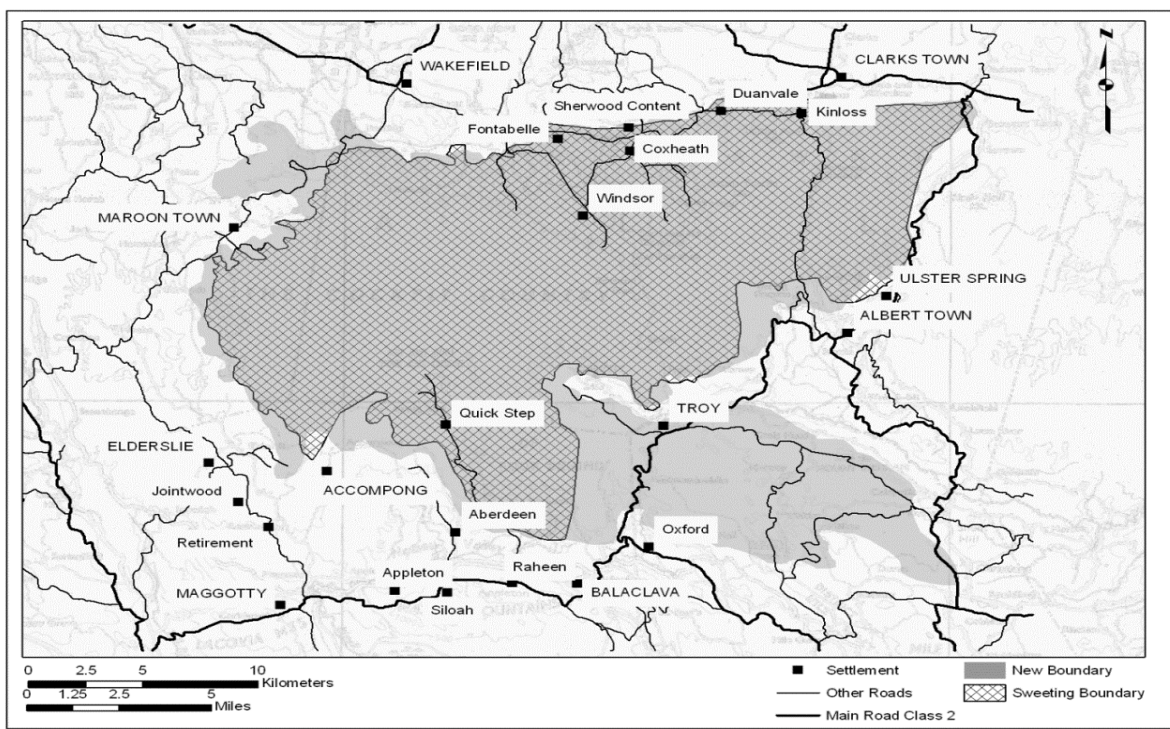 CLARKS TOWN
WAKEFIELD
Duanvale
Sherwood Content
Kinloss
Fontabelle
Coxheath
Windsor
MAROON TOWN
ULSTER SPRING
ALBERT TOWN
Quick Step
TROY
ELDERSLIE
ACCOMPONG
Jointwood
Aberdeen
Retirement
Oxford
Raheen
Appleton
MAGGOTTY
BALACLAVA
Siloah
0 2.5 5 10
Kilometers
0 1.25 2.5 5
Miles
Settlement
New Boundary
Other Roads
Sweeting Boundary
Main Road Class 2